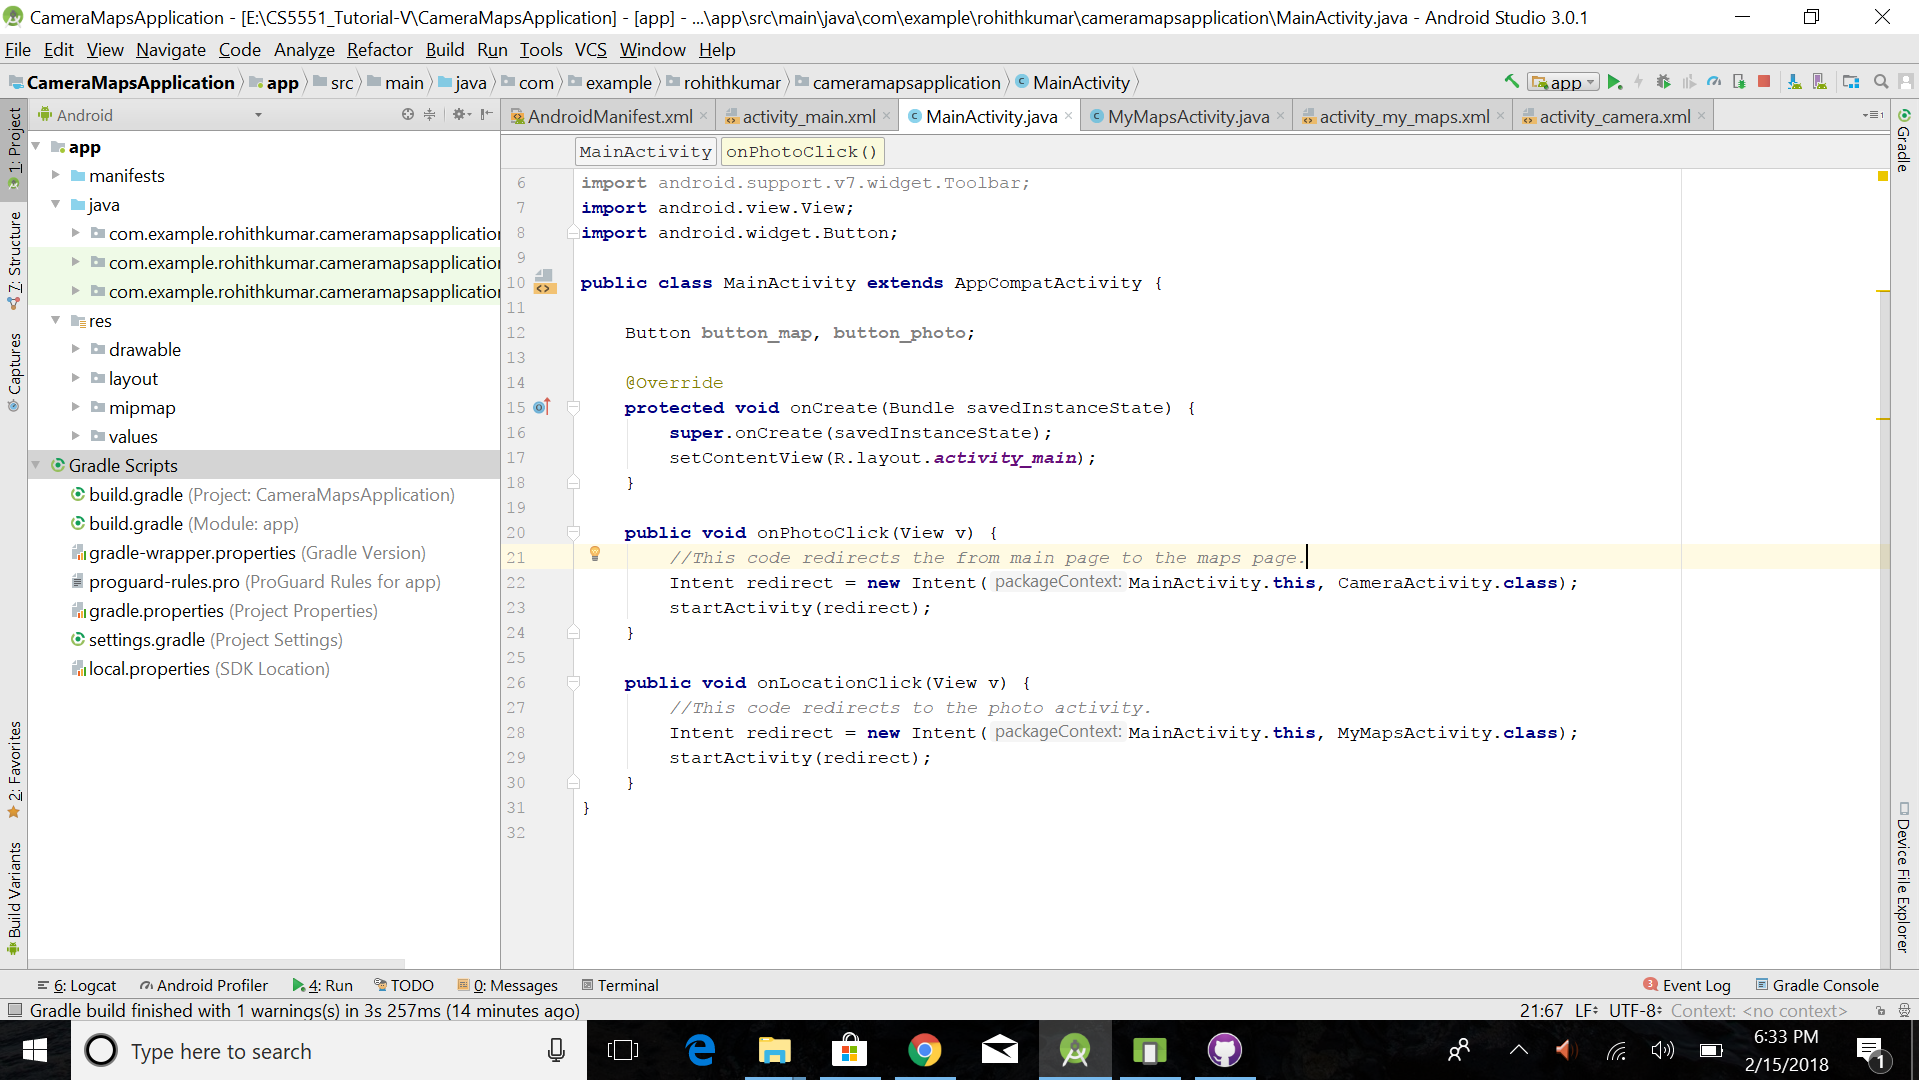 CameraMapsApplication - [E:\CS5551_Tutorial-V\CameraMapsApplication] - [app] - ...\app\src\main\java\com\example\rohithkumar\cameramapsapplication\MainActivity.java - Android Studio 3.0.1
File Edit View Navigate Code Analyze Refactor Build Run Tools VCS Window Help
CameraMapsApplication app src main java com example rohithkumar cameramapsapplication MainActivity app
1: Project
7: Structure
Captures
2: Favorites
Build Variants
Android
app
manifests
java
com.example.rohithkumar.cameramapsapplication
com.example.rohithkumar.cameramapsapplication
com.example.rohithkumar.cameramapsapplication
res
drawable
layout
mipmap
values
Gradle Scripts
build.gradle (Project: CameraMapsApplication)
build.gradle (Module: app)
gradle-wrapper.properties (Gradle Version)
proguard-rules.pro (ProGuard Rules for app)
gradle.properties (Project Properties)
settings.gradle (Project Settings)
local.properties (SDK Location)
AndroidManifest.xml activity_main.xml MainActivity.java MyMapsActivity.java activity_my_maps.xml activity_camera.xml
MainActivity onPhotoClick()
6 import android.support.v7.widget.Toolbar;
7 import android.view.View;
8 import android.widget.Button;
9
10 public class MainActivity extends AppCompatActivity {
11
12 Button button_map, button_photo;
13
14 @Override
15 protected void onCreate(Bundle savedInstanceState) {
16 super.onCreate(savedInstanceState);
17 setContentView(R.layout.activity_main);
18 }
19
20 public void onPhotoClick(View v) {
21 //This code redirects the from main page to the maps page.
22 Intent redirect = new Intent( packageContext: MainActivity.this, CameraActivity.class);
23 startActivity(redirect);
24 }
25
26 public void onLocationClick(View v) {
27 //This code redirects to the photo activity.
28 Intent redirect = new Intent( packageContext: MainActivity.this, MyMapsActivity.class);
29 startActivity(redirect);
30 }
31 }
32
Gradle
Device File Explorer
6: Logcat Android Profiler 4: Run TODO 0: Messages Terminal 3 Event Log Gradle Console
Gradle build finished with 1 warnings(s) in 3s 257ms (14 minutes ago) 21:67 LF UTF-8 Context: <no context>
Type here to search
6:33 PM
2/15/2018
1